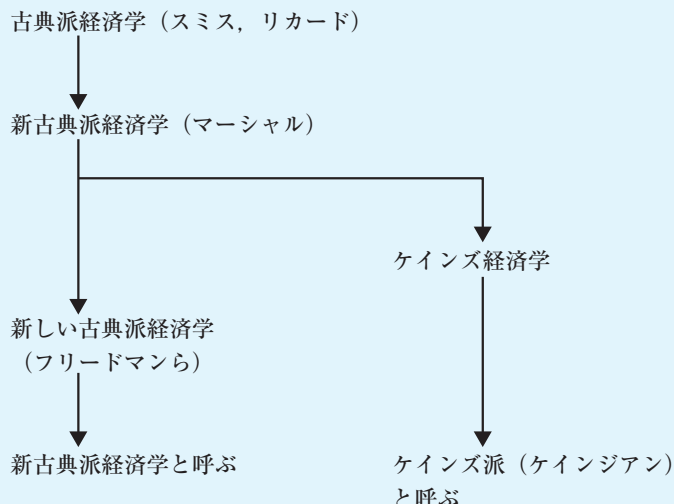 古典派経済学（スミス，リカード）
新古典派経済学（マーシャル）
ケインズ経済学
新しい古典派経済学
（フリードマンら）
新古典派経済学と呼ぶ
ケインズ派（ケインジアン）
と呼ぶ